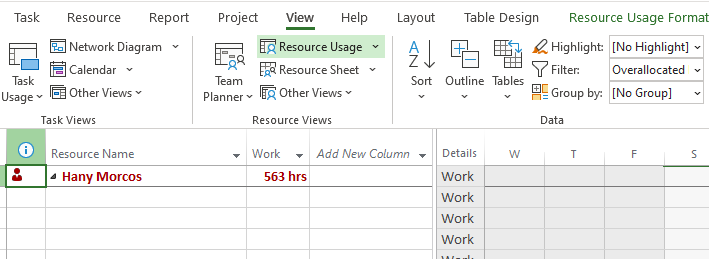 Task Resource Report Project View Help Layout Table Design Resource Usage Format
Network Diagram Resource Usage Highlight: [No Highlight]
Calendar Resource Sheet Filter: Overallocated
Task Usage Other Views Team Planner Other Views Sort Outline Tables Group by: [No Group]
Task Views Resource Views Data
Resource Name Work Add New Column Details W T F S
Hany Morcos 563 hrs Work
Work
Work
Work
Work